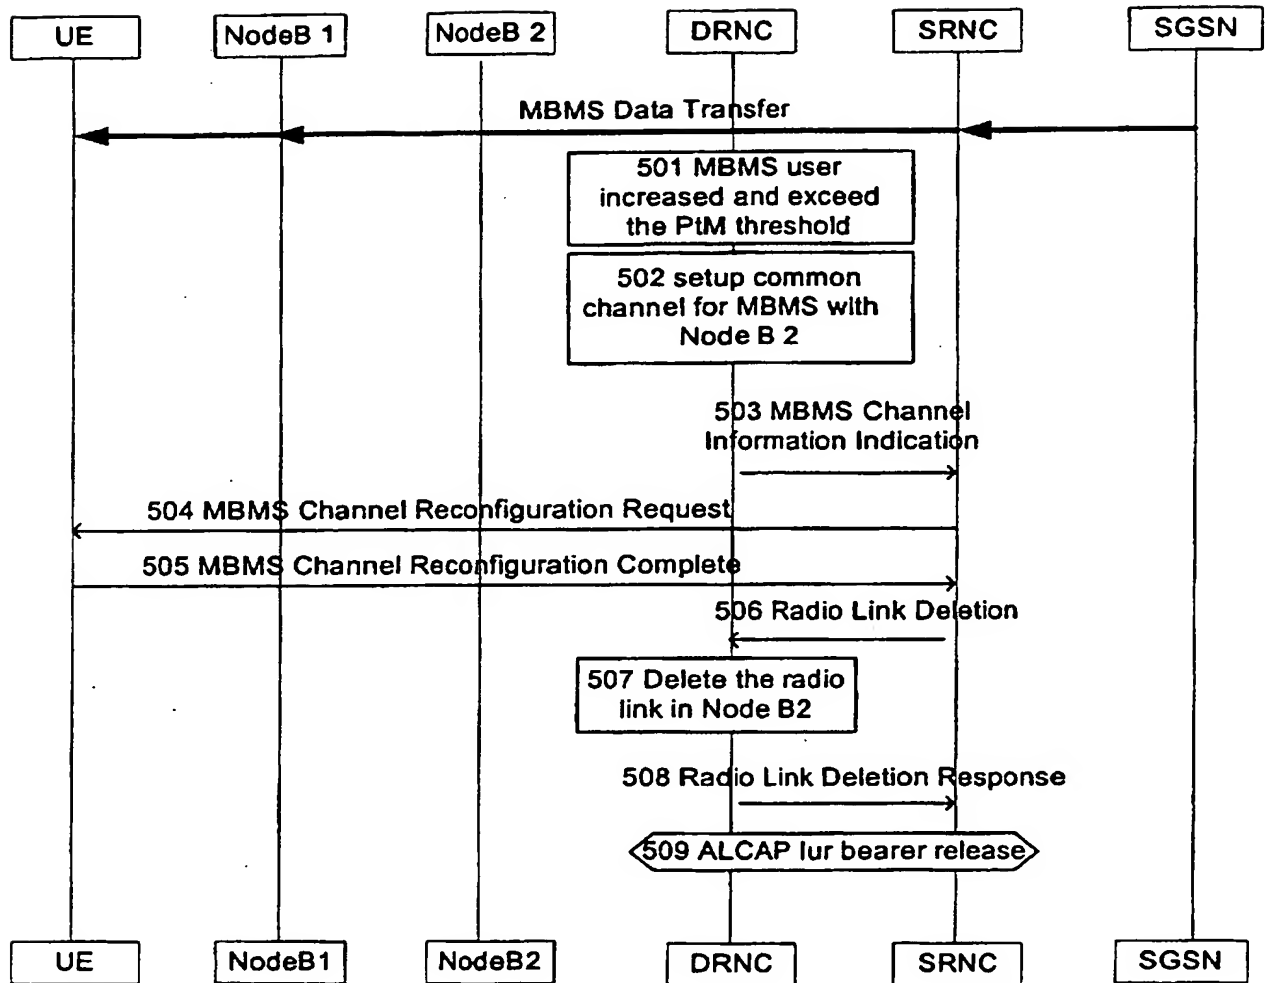 UE
NodeB 1
NodeB 2
DRNC
SRNC
SGSN
MBMS Data Transfer
501 MBMS user
increased and exceed
the PtM threshold
502 setup common
channel for MBMS with
Node B 2
503 MBMS Channel
Information Indication
504 MBMS Channel Reconfiguration Request
505 MBMS Channel Reconfiguration Complete
506 Radio Link Deletion
507 Delete the radio
link in Node B2
508 Radio Link Deletion Response
509 ALCAP Iur bearer release
UE
NodeB1
NodeB2
DRNC
SRNC
SGSN